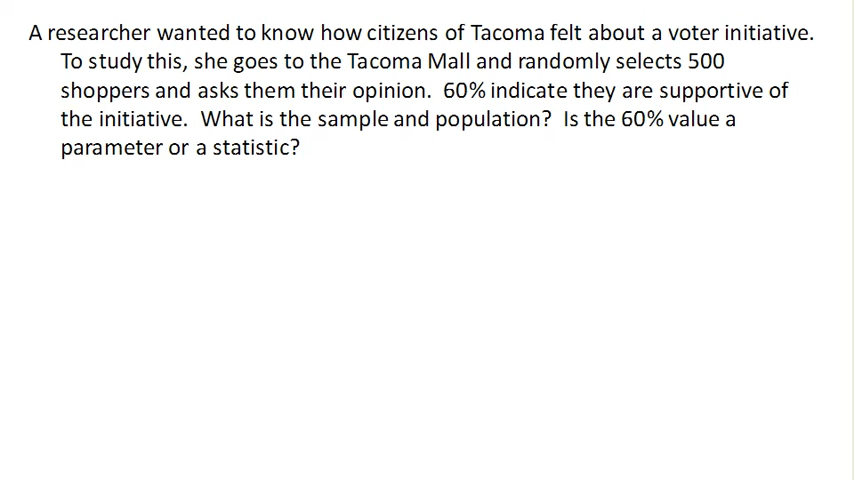 A researcher wanted to know how citizens of Tacoma felt about a voter initiative.
To study this, she goes to the Tacoma Mall and randomly selects 500
shoppers and asks them their opinion.  60% indicate they are supportive of
the initiative.  What is the sample and population?  Is the 60% value a
parameter or a statistic?